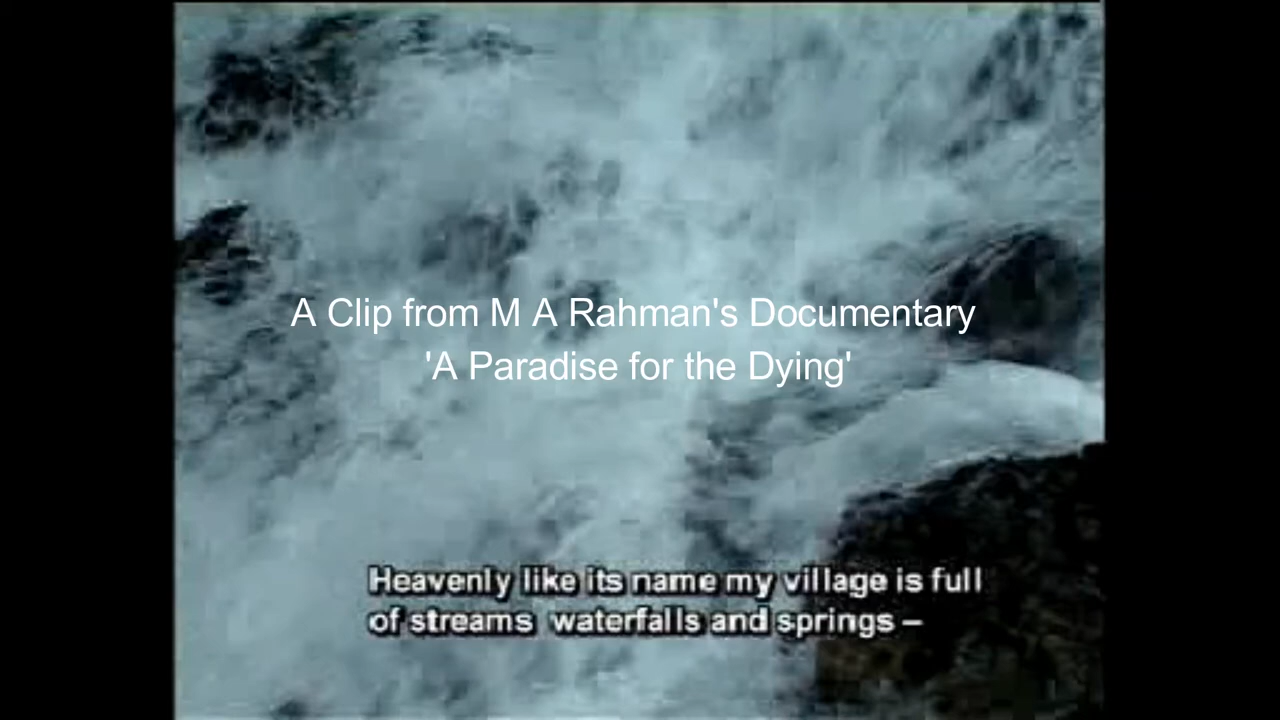 A Clip from M A Rahman's Documentary
'A Paradise for the Dying'
Heavenly like its name my village is full
of streams waterfalls and springs –